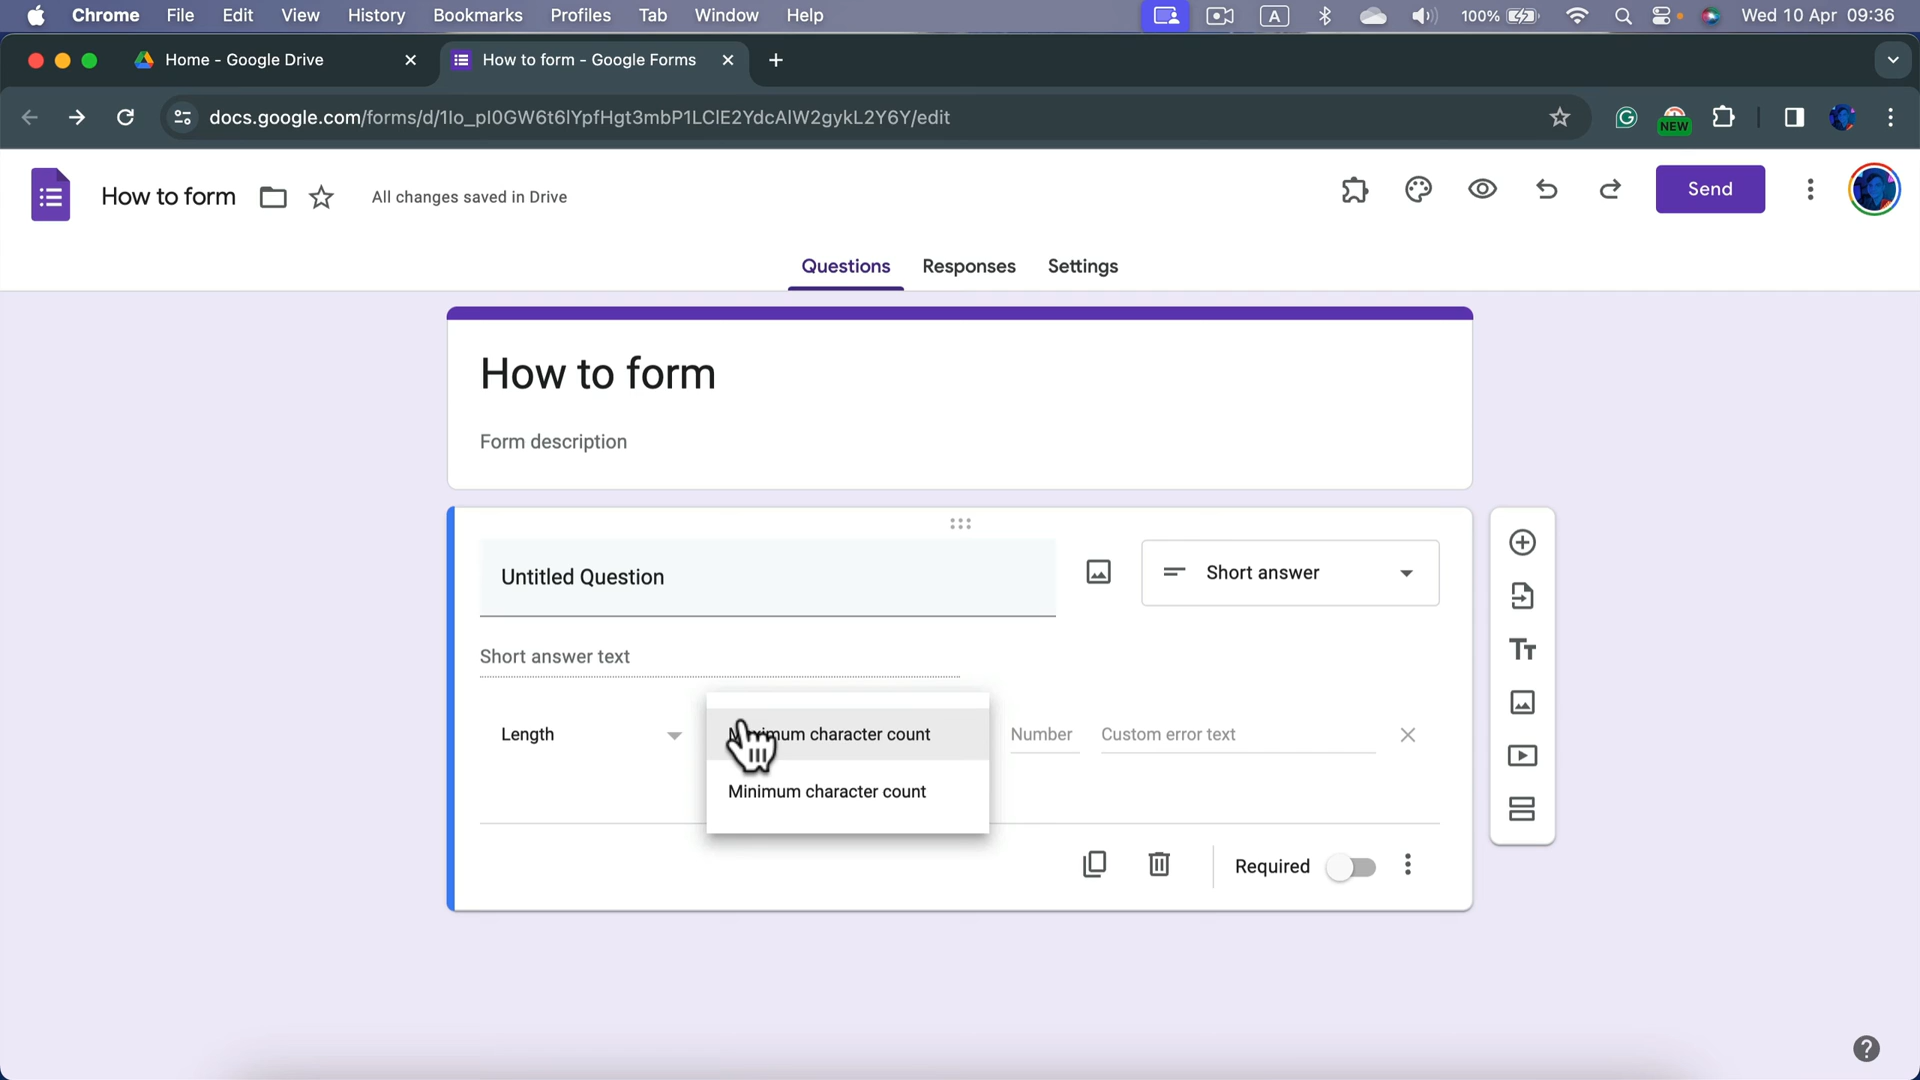 Chrome File Edit View History Bookmarks Profiles Tab Window Help A 100% Wed 10 Apr 09:36
Home - Google Drive How to form - Google Forms
docs.google.com/forms/d/1Io_pI0GW6t6IYpfHgt3mbP1LCIE2YdcAIW2gykL2Y6Y/edit NEW
How to form All changes saved in Drive Send
Questions Responses Settings
How to form
Form description
Untitled Question Short answer
Short answer text
Length Maximum character count Number Custom error text
Minimum character count
Required